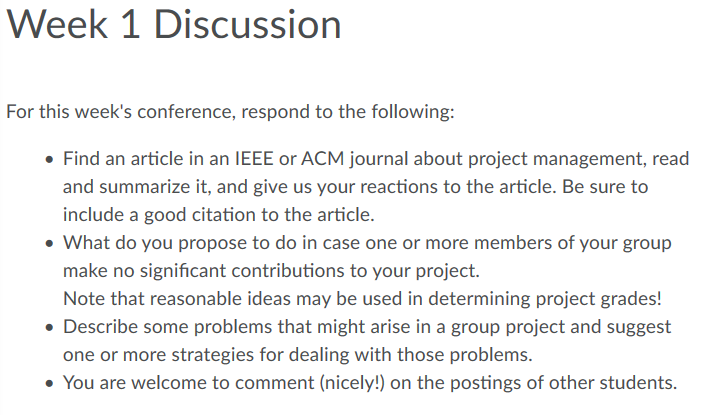 Week 1 Discussion
For this week's conference, respond to the following:
• Find an article in an IEEE or ACM journal about project management, read
and summarize it, and give us your reactions to the article. Be sure to
include a good citation to the article.
• What do you propose to do in case one or more members of your group
make no significant contributions to your project.
Note that reasonable ideas may be used in determining project grades!
• Describe some problems that might arise in a group project and suggest
one or more strategies for dealing with those problems.
• You are welcome to comment (nicely!) on the postings of other students.